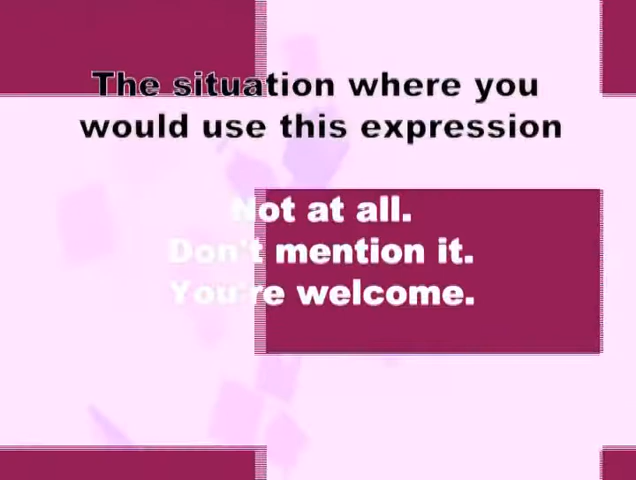 The situation where you
would use this expression
Not at all.
Don't mention it.
You're welcome.